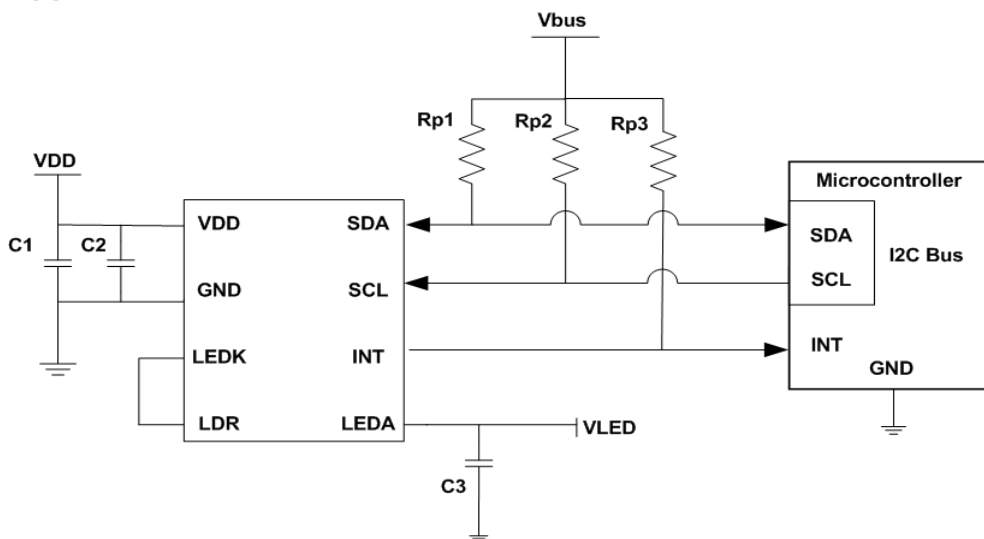 Vbus
Rp1
Rp2
Rp3
VDD
Microcontroller
C1
C2
VDD
SDA
SDA
I2C Bus
GND
SCL
SCL
LEDK
INT
INT
GND
LDR
LEDA
VLED
C3